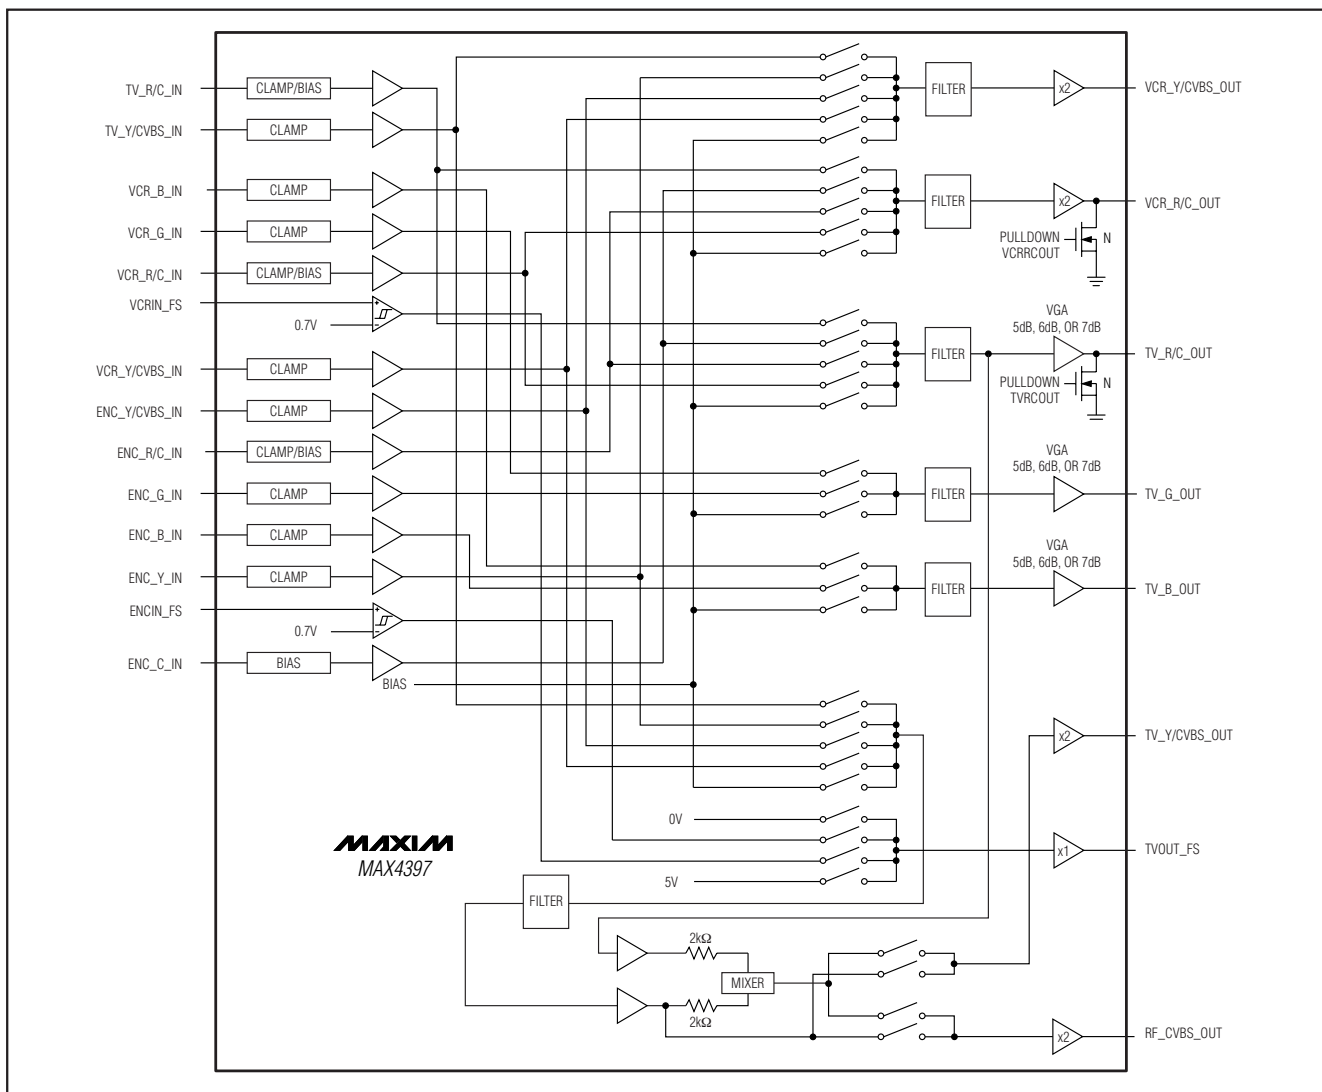 TV_R/C_IN
CLAMP/BIAS
FILTER
x2
VCR_Y/CVBS_OUT
TV_Y/CVBS_IN
CLAMP
VCR_B_IN
CLAMP
FILTER
x2
VCR_R/C_OUT
VCR_G_IN
CLAMP
PULLDOWN
VCRRCOUT
N
VCR_R/C_IN
CLAMP/BIAS
VCRIN_FS
+
0.7V
−
VGA
5dB, 6dB, OR 7dB
FILTER
TV_R/C_OUT
VCR_Y/CVBS_IN
CLAMP
PULLDOWN
TVRCOUT
N
ENC_Y/CVBS_IN
CLAMP
ENC_R/C_IN
CLAMP/BIAS
VGA
5dB, 6dB, OR 7dB
ENC_G_IN
CLAMP
FILTER
TV_G_OUT
ENC_B_IN
CLAMP
VGA
5dB, 6dB, OR 7dB
ENC_Y_IN
CLAMP
FILTER
TV_B_OUT
ENCIN_FS
+
0.7V
−
ENC_C_IN
BIAS
BIAS
x2
TV_Y/CVBS_OUT
0V
MAXIM
MAX4397
x1
TVOUT_FS
5V
FILTER
2kΩ
MIXER
2kΩ
x2
RF_CVBS_OUT